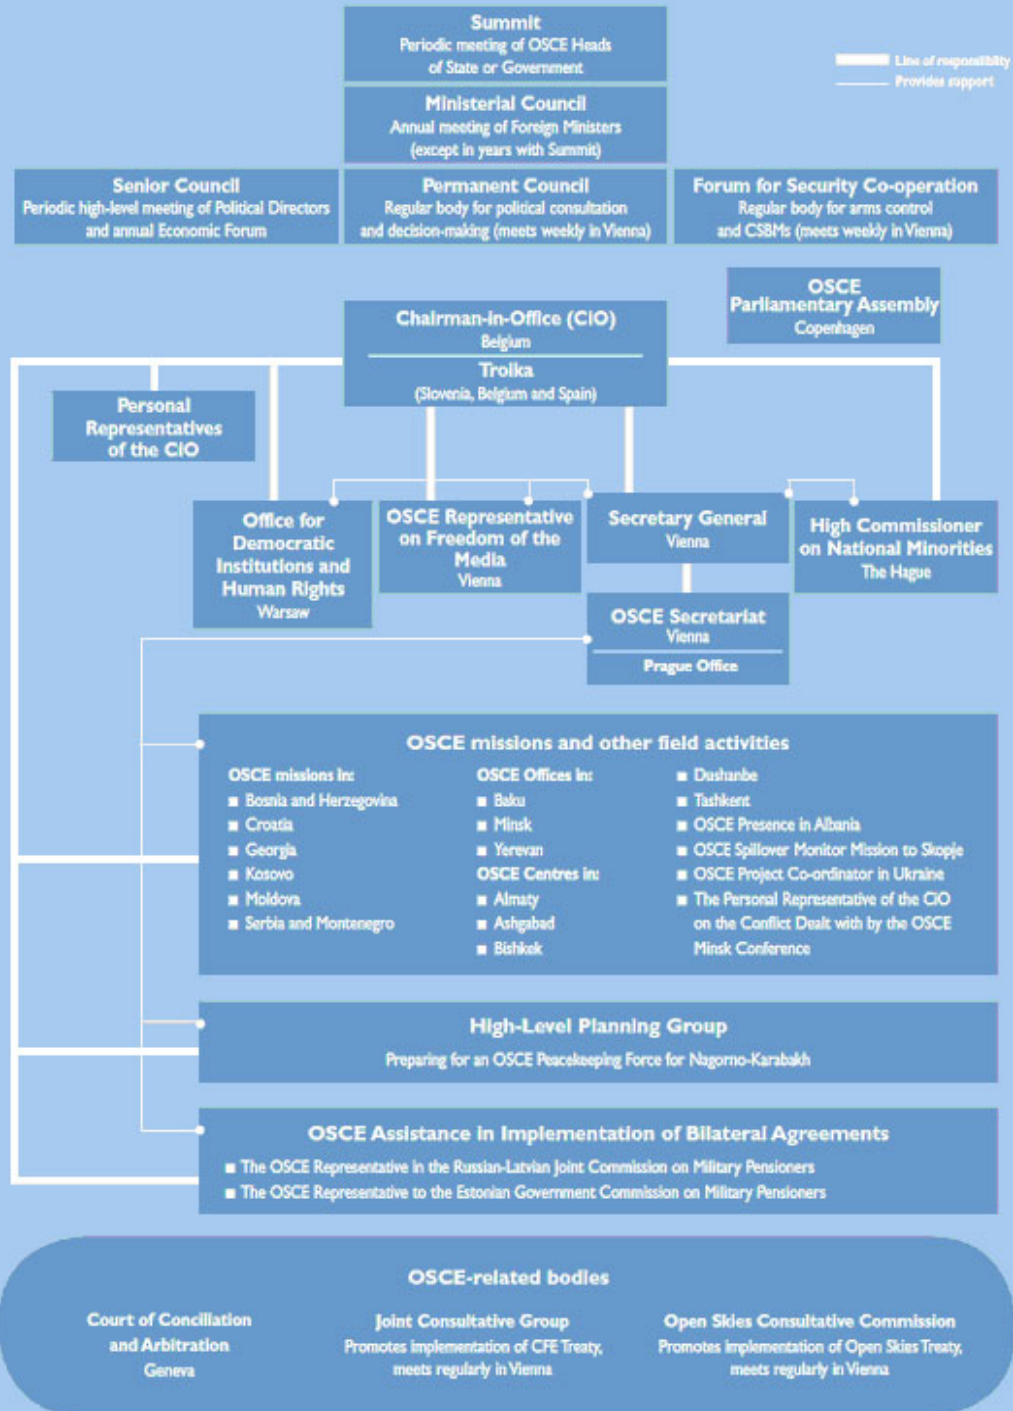 Summit
Periodic meeting of OSCE Heads
of State or Government
Line of responsibility
Provides support
Ministerial Council
Annual meeting of Foreign Ministers
(except in years with Summit)
Senior Council
Periodic high-level meeting of Political Directors
and annual Economic Forum
Permanent Council
Regular body for political consultation
and decision-making (meets weekly in Vienna)
Forum for Security Co-operation
Regular body for arms control
and CSBMs (meets weekly in Vienna)
OSCE
Parliamentary Assembly
Copenhagen
Chairman-in-Office (CiO)
Belgium
Troika
(Slovenia, Belgium and Spain)
Personal
Representatives
of the CiO
Office for
Democratic
Institutions and
Human Rights
Warsaw
OSCE Representative
on Freedom of the
Media
Vienna
Secretary General
Vienna
High Commissioner
on National Minorities
The Hague
OSCE Secretariat
Vienna
Prague Office
OSCE missions and other field activities
OSCE missions in:
■ Bosnia and Herzegovina
■ Croatia
■ Georgia
■ Kosovo
■ Moldova
■ Serbia and Montenegro
OSCE Offices in:
■ Baku
■ Minsk
■ Yerevan
OSCE Centres in:
■ Almaty
■ Ashgabad
■ Bishkek
■ Dushanbe
■ Tashkent
■ OSCE Presence in Albania
■ OSCE Spillover Monitor Mission to Skopje
■ OSCE Project Co-ordinator in Ukraine
■ The Personal Representative of the CiO
on the Conflict Dealt with by the OSCE
Minsk Conference
High-Level Planning Group
Preparing for an OSCE Peacekeeping Force for Nagorno-Karabakh
OSCE Assistance in Implementation of Bilateral Agreements
■ The OSCE Representative in the Russian-Latvian Joint Commission on Military Pensioners
■ The OSCE Representative to the Estonian Government Commission on Military Pensioners
OSCE-related bodies
Court of Conciliation
and Arbitration
Geneva
Joint Consultative Group
Promotes implementation of CFE Treaty,
meets regularly in Vienna
Open Skies Consultative Commission
Promotes implementation of Open Skies Treaty,
meets regularly in Vienna